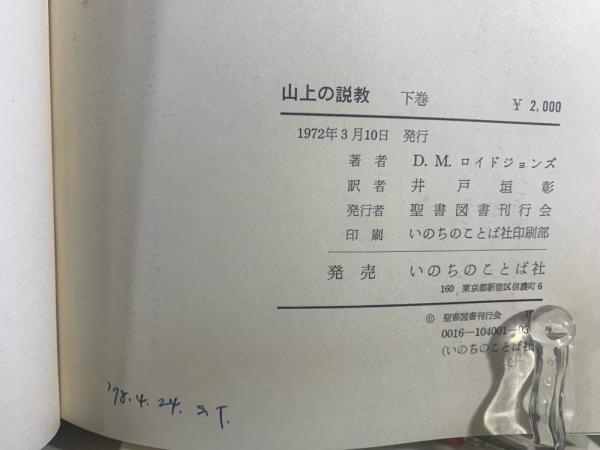 山上の説教 下巻 ¥ 2,000
1972年3月10日 発行
著者 D. M. ロイドジョンズ
訳者 井戸垣彰
発行者 聖書図書刊行会
印刷 いのちのことば社印刷部
発売 いのちのことば社
160 東京都新宿区信濃町6
© 聖書図書刊行会
0016—104001—03
(いのちのことば社
'78.4.24. S.T.